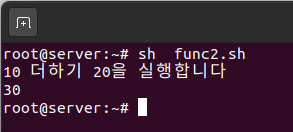 root@server:~# sh  func2.sh
10 더하기 20을 실행합니다
30
root@server:~#